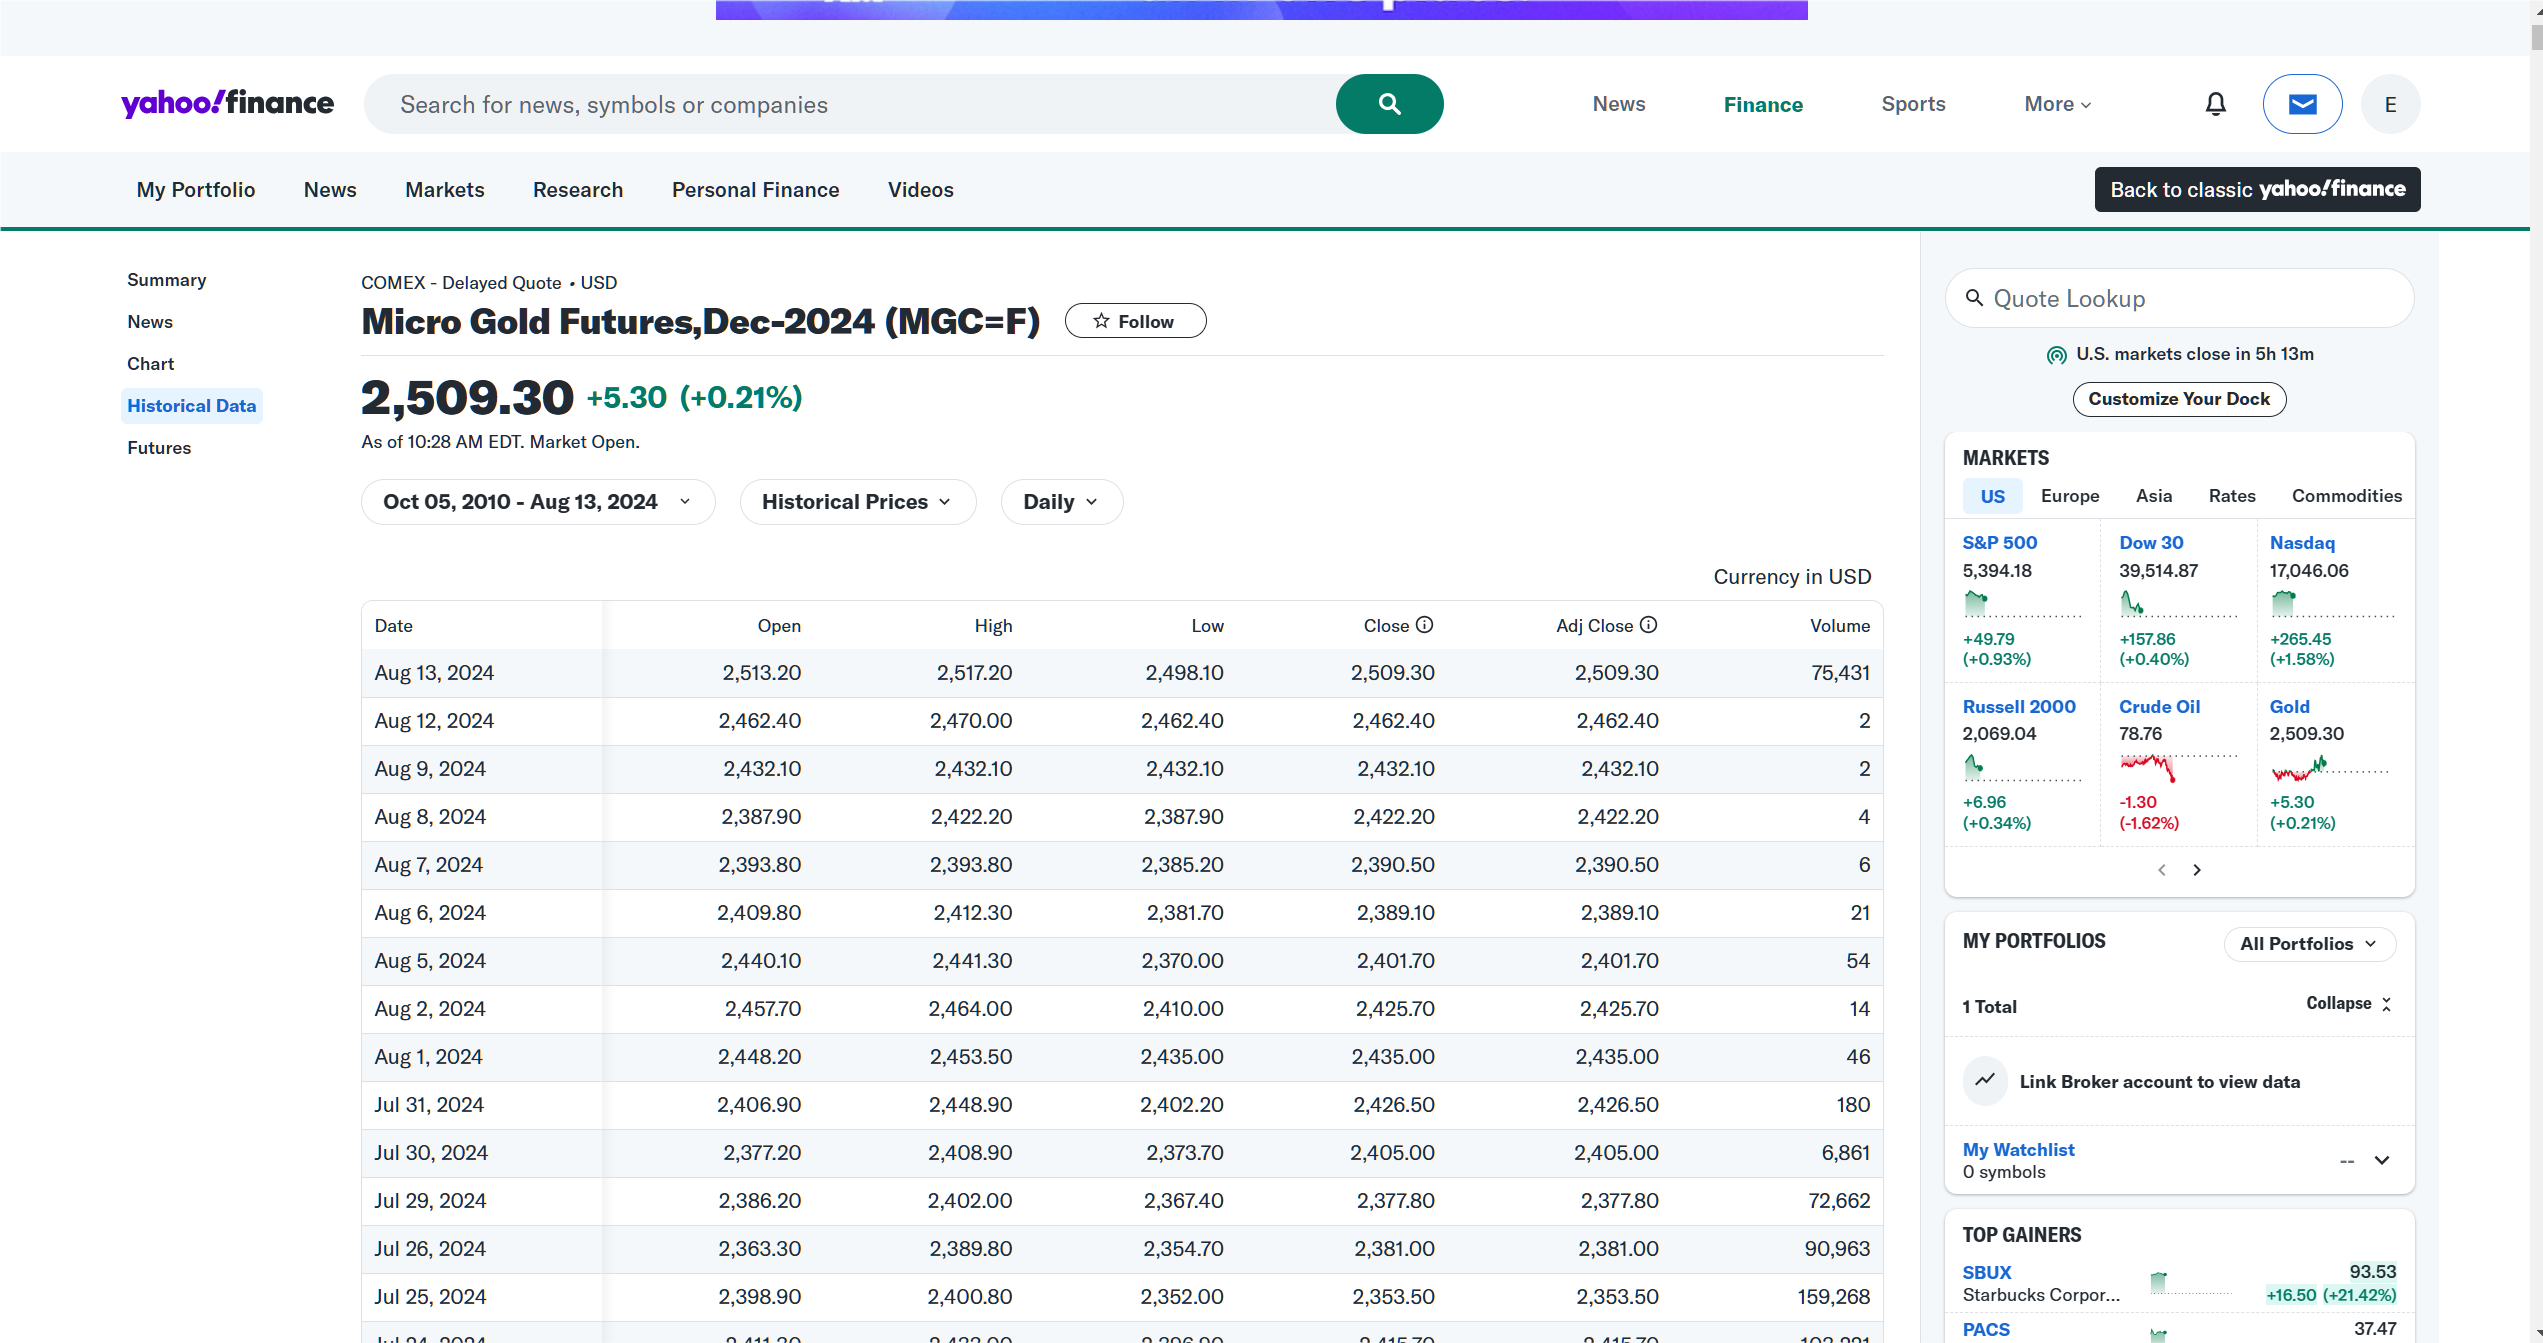 yahoo!finance
Search for news, symbols or companies
News Finance Sports More
E
My Portfolio News Markets Research Personal Finance Videos
Back to classic yahoo!finance
Summary
News
Chart
Historical Data
Futures
COMEX - Delayed Quote • USD
Micro Gold Futures,Dec-2024 (MGC=F)
Follow
2,509.30 +5.30 (+0.21%)
As of 10:28 AM EDT. Market Open.
Oct 05, 2010 - Aug 13, 2024 Historical Prices Daily
Currency in USD
Date Open High Low Close Adj Close Volume
Aug 13, 2024 2,513.20 2,517.20 2,498.10 2,509.30 2,509.30 75,431
Aug 12, 2024 2,462.40 2,470.00 2,462.40 2,462.40 2,462.40 2
Aug 9, 2024 2,432.10 2,432.10 2,432.10 2,432.10 2,432.10 2
Aug 8, 2024 2,387.90 2,422.20 2,387.90 2,422.20 2,422.20 4
Aug 7, 2024 2,393.80 2,393.80 2,385.20 2,390.50 2,390.50 6
Aug 6, 2024 2,409.80 2,412.30 2,381.70 2,389.10 2,389.10 21
Aug 5, 2024 2,440.10 2,441.30 2,370.00 2,401.70 2,401.70 54
Aug 2, 2024 2,457.70 2,464.00 2,410.00 2,425.70 2,425.70 14
Aug 1, 2024 2,448.20 2,453.50 2,435.00 2,435.00 2,435.00 46
Jul 31, 2024 2,406.90 2,448.90 2,402.20 2,426.50 2,426.50 180
Jul 30, 2024 2,377.20 2,408.90 2,373.70 2,405.00 2,405.00 6,861
Jul 29, 2024 2,386.20 2,402.00 2,367.40 2,377.80 2,377.80 72,662
Jul 26, 2024 2,363.30 2,389.80 2,354.70 2,381.00 2,381.00 90,963
Jul 25, 2024 2,398.90 2,400.80 2,352.00 2,353.50 2,353.50 159,268
Quote Lookup
U.S. markets close in 5h 13m
Customize Your Dock
MARKETS
US Europe Asia Rates Commodities
S&P 500 Dow 30 Nasdaq
5,394.18 39,514.87 17,046.06
+49.79 +157.86 +265.45
(+0.93%) (+0.40%) (+1.58%)
Russell 2000 Crude Oil Gold
2,069.04 78.76 2,509.30
+6.96 -1.30 +5.30
(+0.34%) (-1.62%) (+0.21%)
MY PORTFOLIOS All Portfolios
1 Total Collapse
Link Broker account to view data
My Watchlist --
0 symbols
TOP GAINERS
SBUX 93.53
Starbucks Corpor... +16.50 (+21.42%)
PACS 37.47